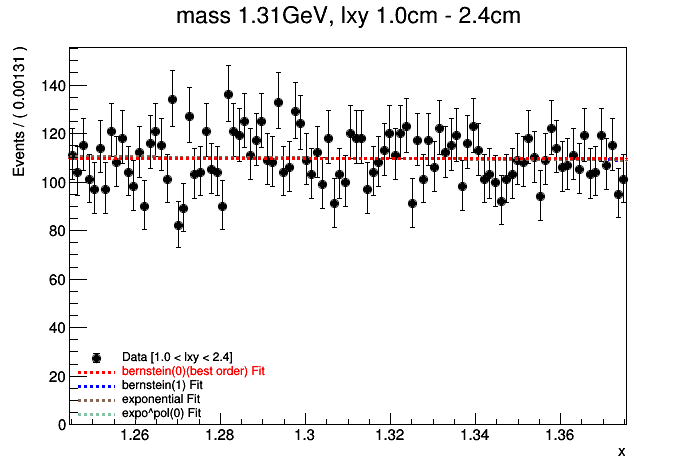 mass 1.31GeV, lxy 1.0cm - 2.4cm
Events / ( 0.00131 )
140
120
100
80
60
40
20
0
Data [1.0 < lxy < 2.4]
bernstein(0)(best order) Fit
bernstein(1) Fit
exponential Fit
expo^pol(0) Fit
1.26 1.28 1.3 1.32 1.34 1.36
x